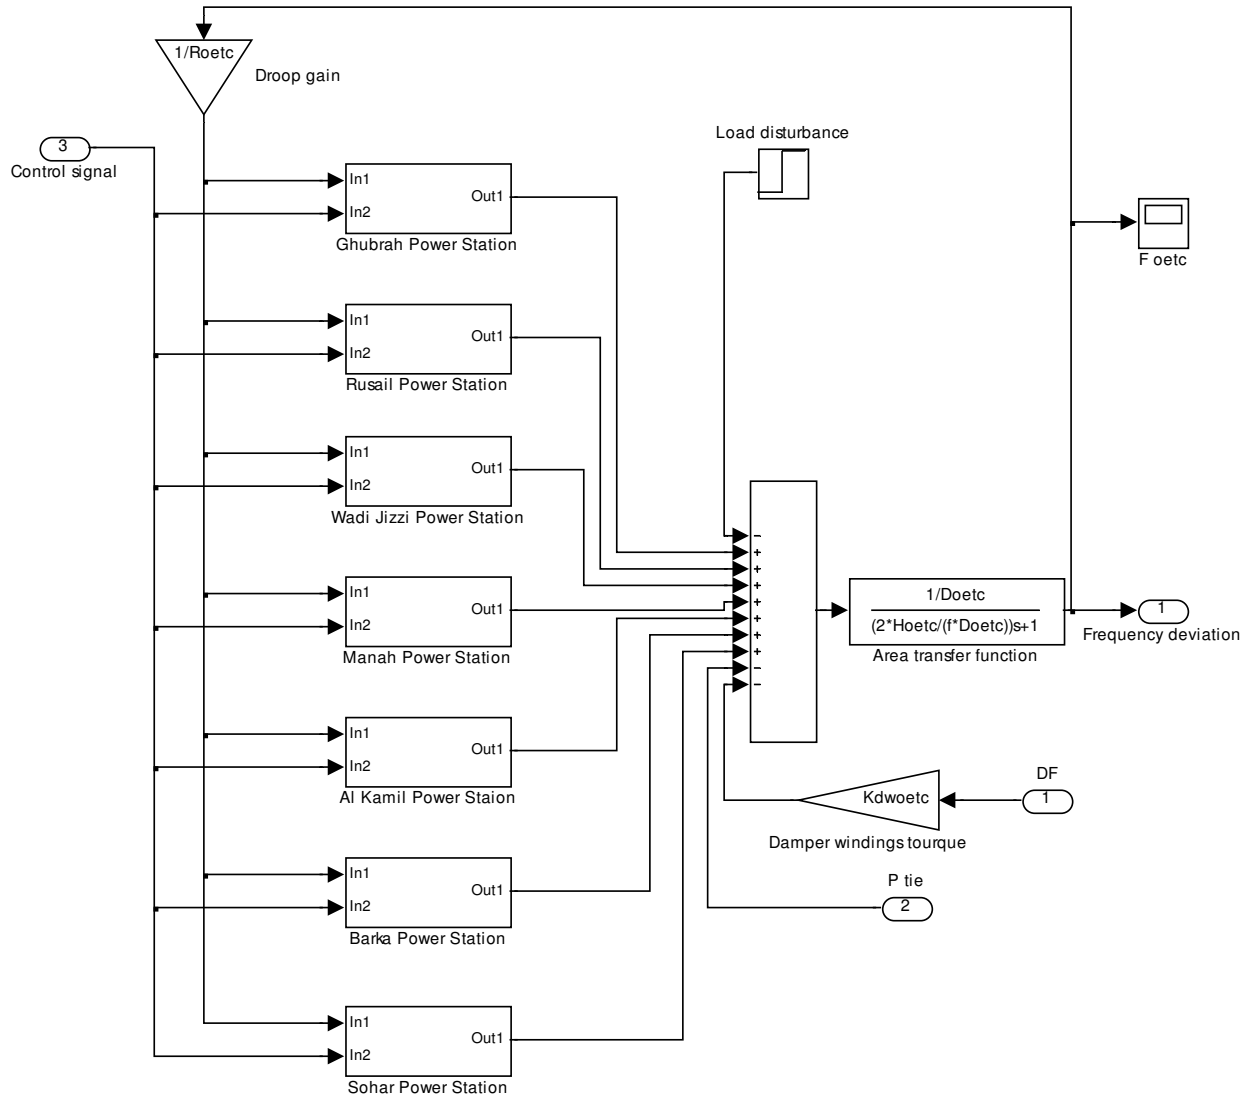 1/Roetc
Droop gain
3
Control signal
Load disturbance
In1
In2
Out1
Ghubrah Power Station
F oetc
In1
In2
Out1
Rusail Power Station
In1
In2
Out1
Wadi Jizzi Power Station
−
+
+
+
+
+
+
+
−
−
In1
In2
Out1
Manah Power Station
1/Doetc
(2*Hoetc/(f*Doetc))s+1
Area transfer function
1
Frequency deviation
In1
In2
Out1
Al Kamil Power Staion
Kdwoetc
Damper windings tourque
DF
1
In1
In2
Out1
Barka Power Station
P tie
2
In1
In2
Out1
Sohar Power Station